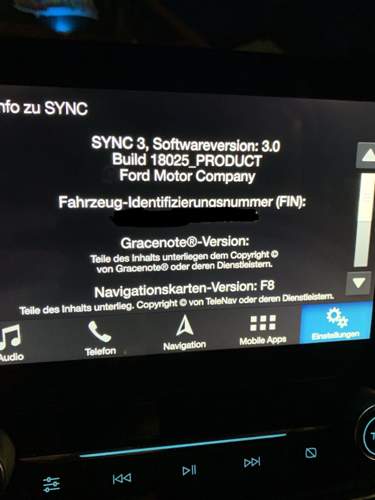 nfo zu SYNC
SYNC 3, Softwareversion: 3.0
Build 18025_PRODUCT
Ford Motor Company
Fahrzeug-Identifizierungsnummer (FIN):
Gracenote®-Version:
Teile des Inhalts unterliegen dem Copyright ©
von Gracenote® oder deren Dienstleistern.
Navigationskarten-Version: F8
Teile des Inhalts unterlieg. Copyright © von TeleNav oder deren Dienstleistern.
Audio
Telefon
Navigation
Mobile Apps
Einstellungen